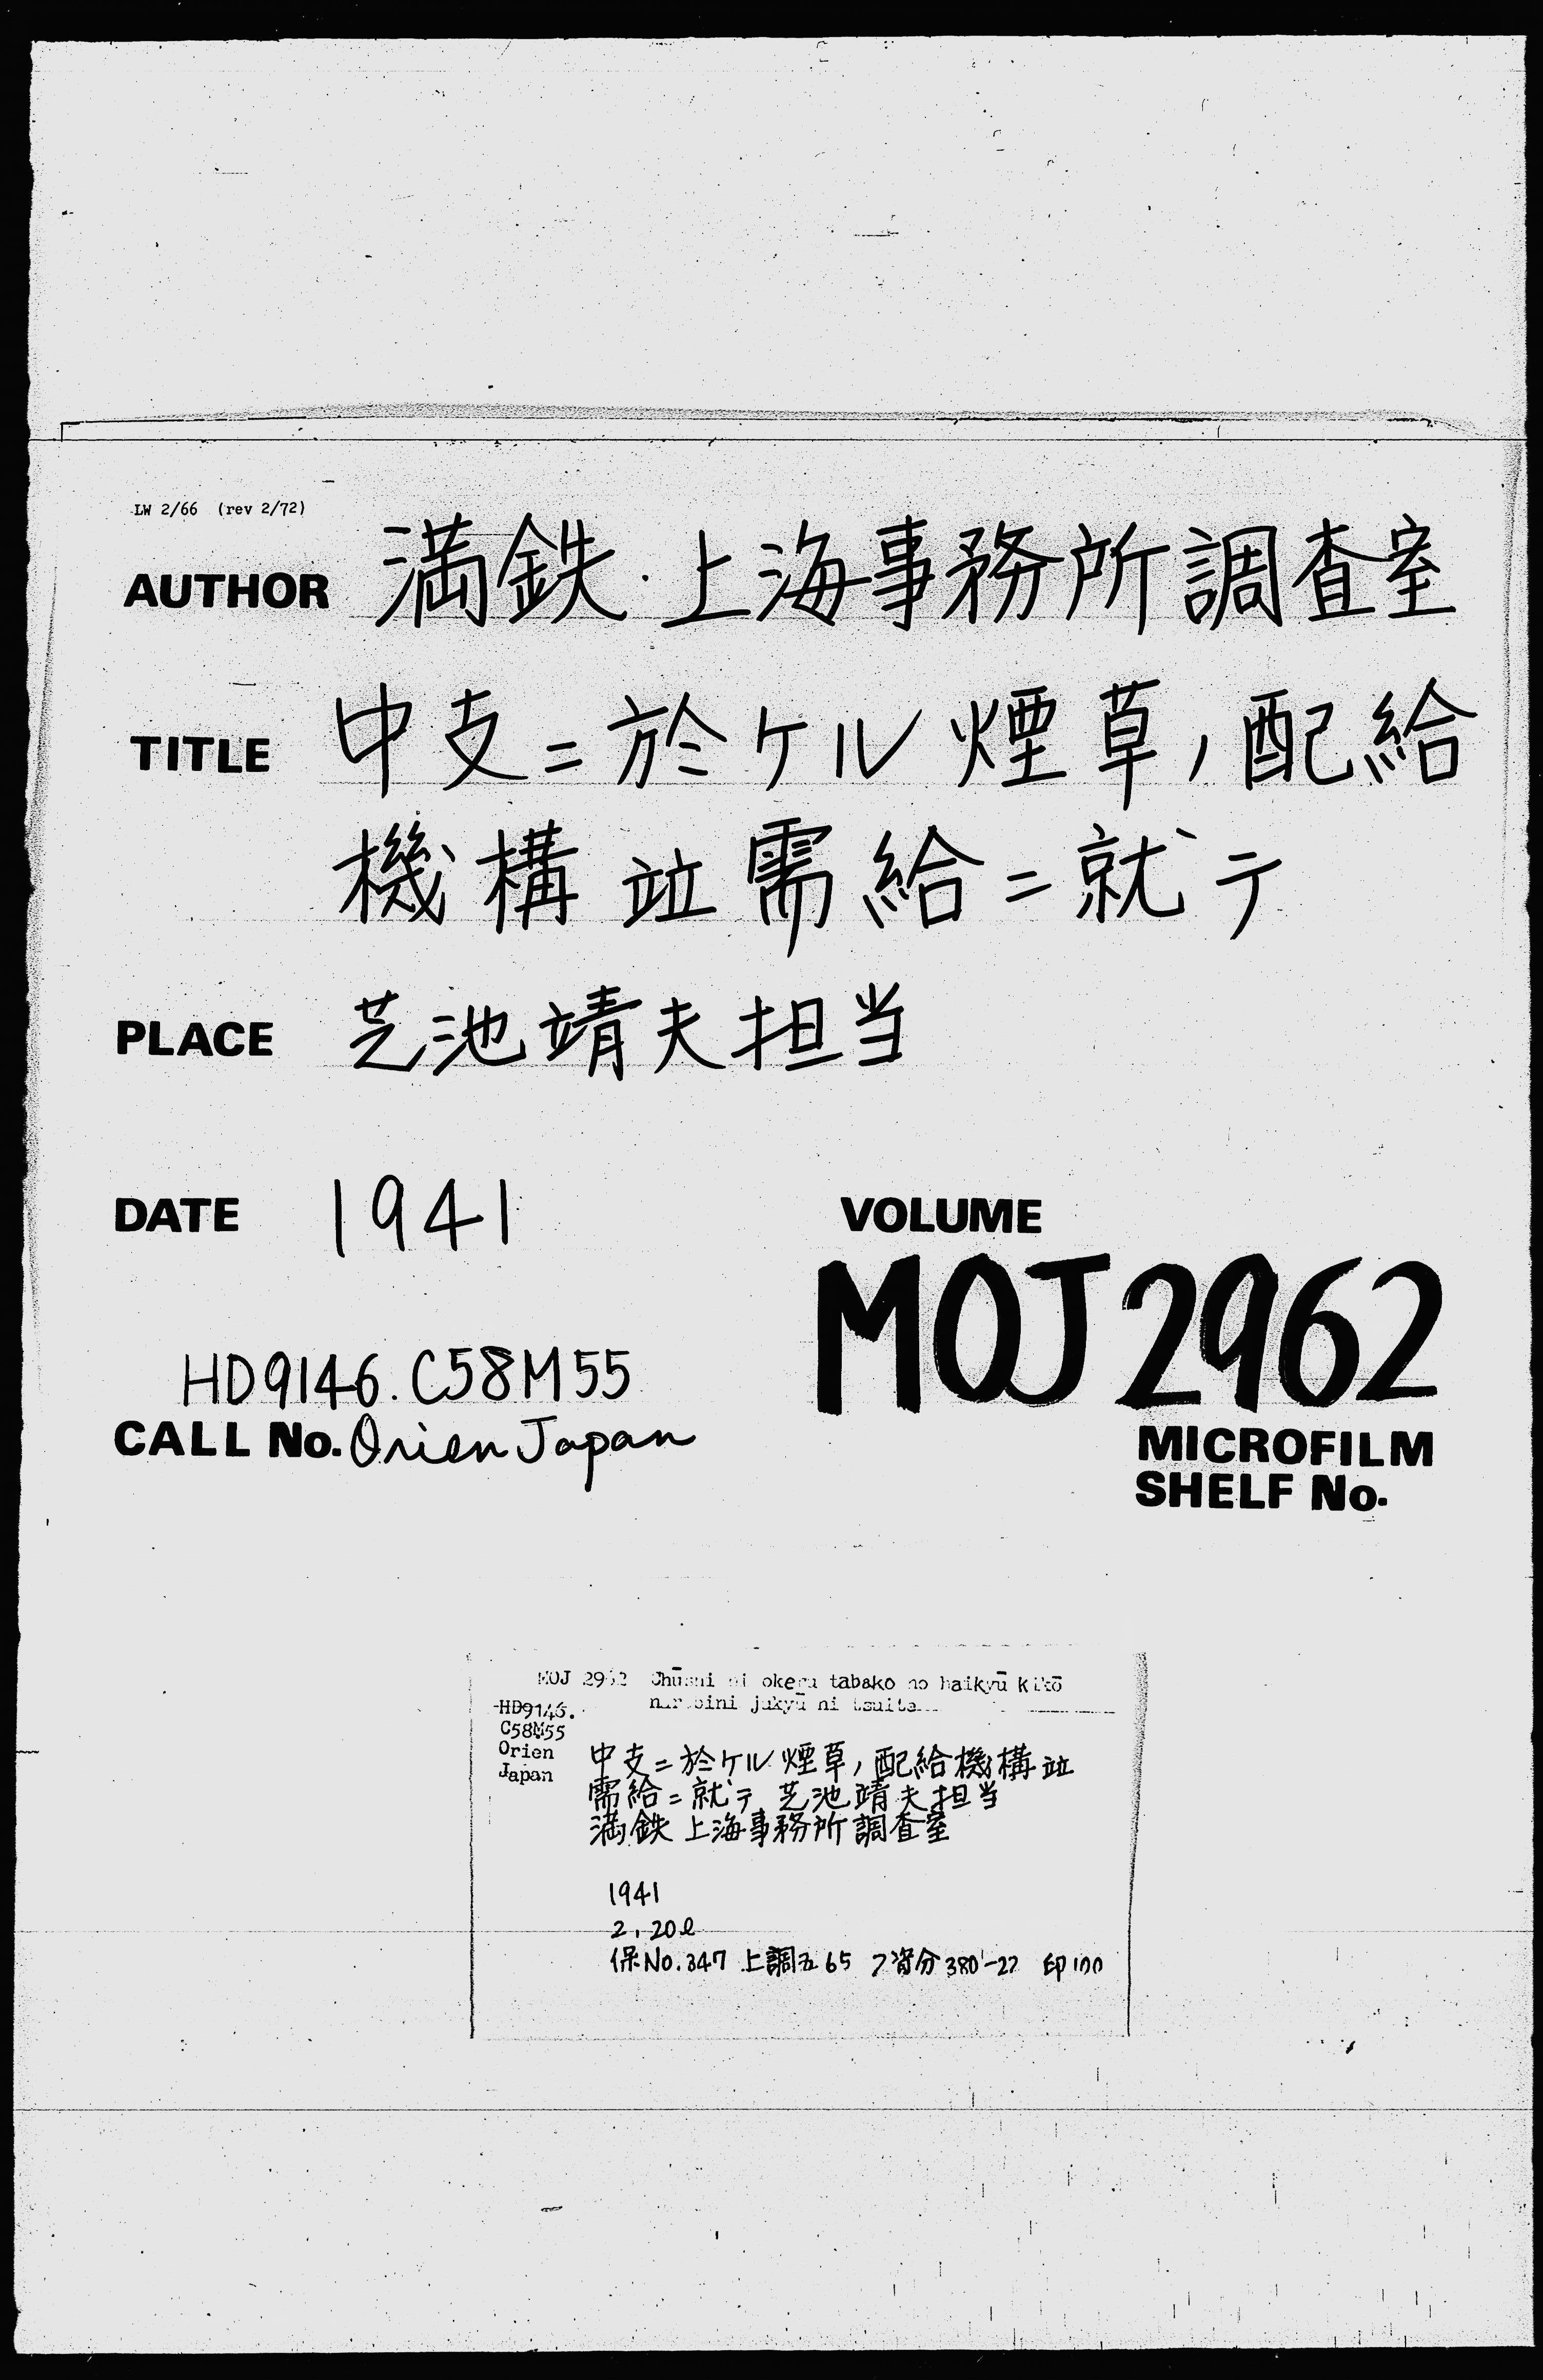 LW 2/66 (rev 2/72)
AUTHOR 満鉄・上海事務所調査室
TITLE 中支ニ於ケル煙草ノ配給
機構並需給ニ就テ
PLACE 芝池靖夫担当
DATE 1941
VOLUME
MOJ 2962
HD9146.C58M55
CALL No. Orien Japan
MICROFILM
SHELF No.
MOJ 2962 Chūshi ni okeru tabako no haikyū kikō
narabini jukyū ni tsuite
HD9146.
C58M55
Orien
Japan
中支ニ於ケル煙草ノ配給機構並
需給ニ就テ 芝池靖夫担当
満鉄 上海事務所調査室
1941
2, 20ℓ
保No.347 上調五65 資分380-22 印100